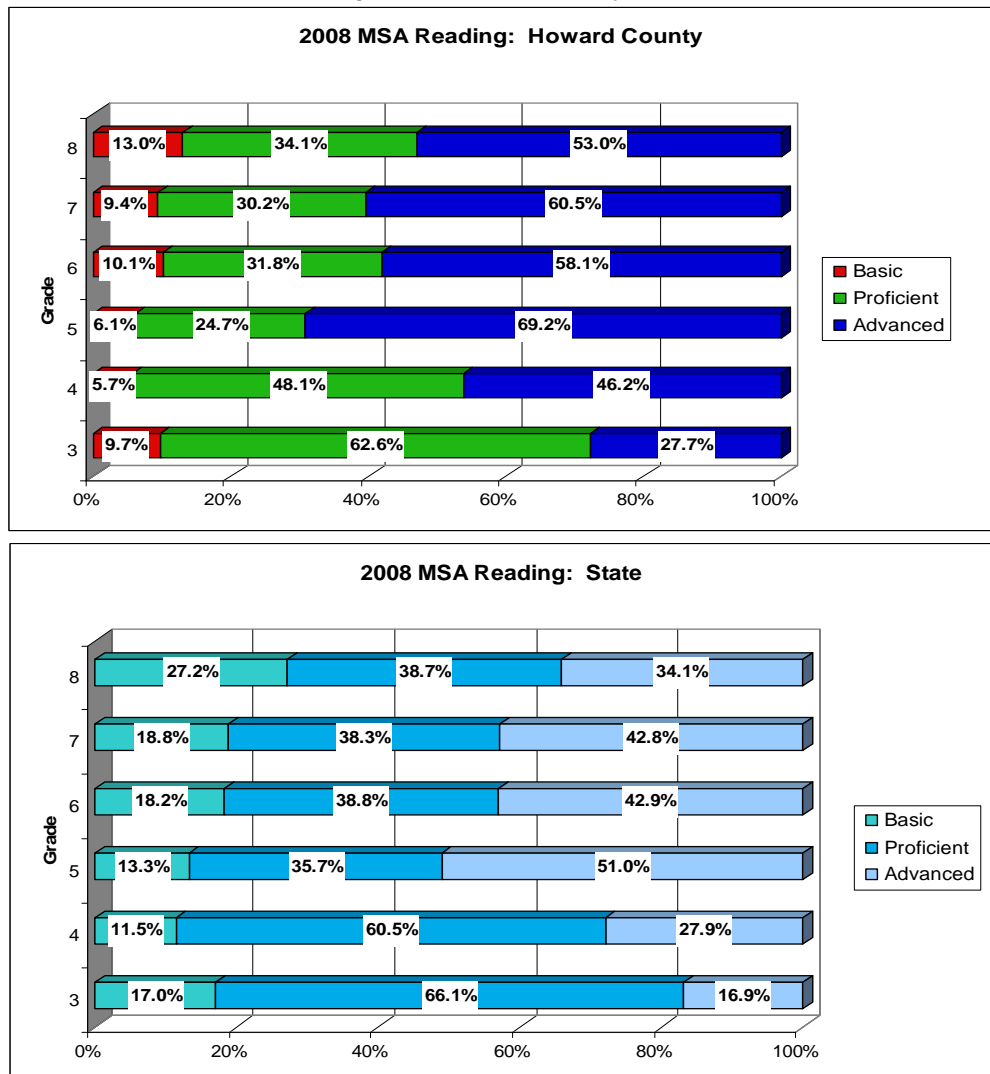 2008 MSA Reading: Howard County
8 13.0% 34.1% 53.0%
7 9.4% 30.2% 60.5%
6 10.1% 31.8% 58.1%
5 6.1% 24.7% 69.2%
4 5.7% 48.1% 46.2%
3 9.7% 62.6% 27.7%
Grade
0% 20% 40% 60% 80% 100%
Basic
Proficient
Advanced
2008 MSA Reading: State
8 27.2% 38.7% 34.1%
7 18.8% 38.3% 42.8%
6 18.2% 38.8% 42.9%
5 13.3% 35.7% 51.0%
4 11.5% 60.5% 27.9%
3 17.0% 66.1% 16.9%
Grade
0% 20% 40% 60% 80% 100%
Basic
Proficient
Advanced